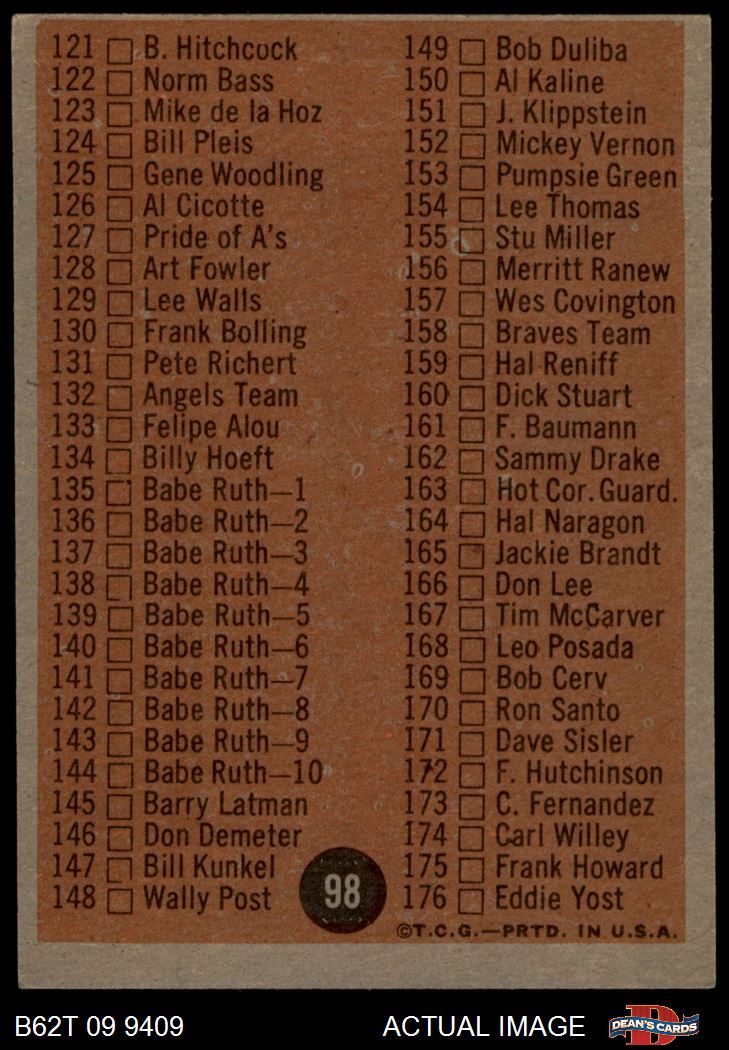 121 B. Hitchcock
122 Norm Bass
123 Mike de la Hoz
124 Bill Pleis
125 Gene Woodling
126 Al Cicotte
127 Pride of A's
128 Art Fowler
129 Lee Walls
130 Frank Bolling
131 Pete Richert
132 Angels Team
133 Felipe Alou
134 Billy Hoeft
135 Babe Ruth—1
136 Babe Ruth—2
137 Babe Ruth—3
138 Babe Ruth—4
139 Babe Ruth—5
140 Babe Ruth—6
141 Babe Ruth—7
142 Babe Ruth—8
143 Babe Ruth—9
144 Babe Ruth—10
145 Barry Latman
146 Don Demeter
147 Bill Kunkel
148 Wally Post
98
149 Bob Duliba
150 Al Kaline
151 J. Klippstein
152 Mickey Vernon
153 Pumpsie Green
154 Lee Thomas
155 Stu Miller
156 Merritt Ranew
157 Wes Covington
158 Braves Team
159 Hal Reniff
160 Dick Stuart
161 F. Baumann
162 Sammy Drake
163 Hot Cor. Guard.
164 Hal Naragon
165 Jackie Brandt
166 Don Lee
167 Tim McCarver
168 Leo Posada
169 Bob Cerv
170 Ron Santo
171 Dave Sisler
172 F. Hutchinson
173 C. Fernandez
174 Carl Willey
175 Frank Howard
176 Eddie Yost
©T.C.G.—PRTD. IN U.S.A.
B62T 09 9409
ACTUAL IMAGE
D
DEAN'S CARDS